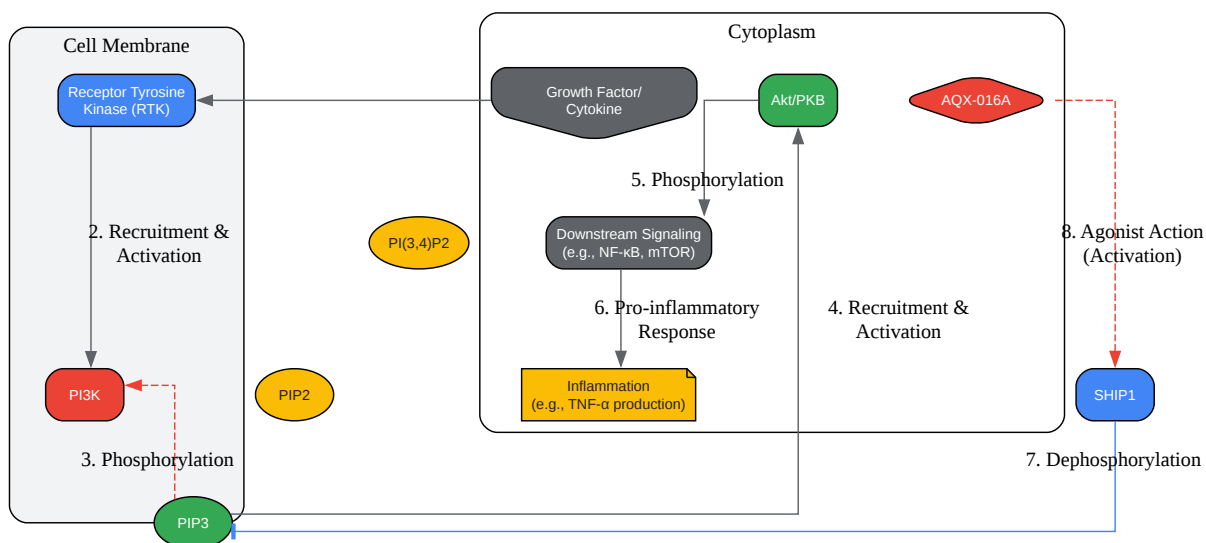 Cell Membrane
Cytoplasm
Receptor Tyrosine
Kinase (RTK)
Growth Factor/
Cytokine
Akt/PKB
AQX-016A
5. Phosphorylation
2. Recruitment &
Activation
PI(3,4)P2
Downstream Signaling
(e.g., NF-κB, mTOR)
8. Agonist Action
(Activation)
6. Pro-inflammatory
Response
4. Recruitment &
Activation
PI3K
PIP2
Inflammation
(e.g., TNF-α production)
SHIP1
3. Phosphorylation
7. Dephosphorylation
PIP3